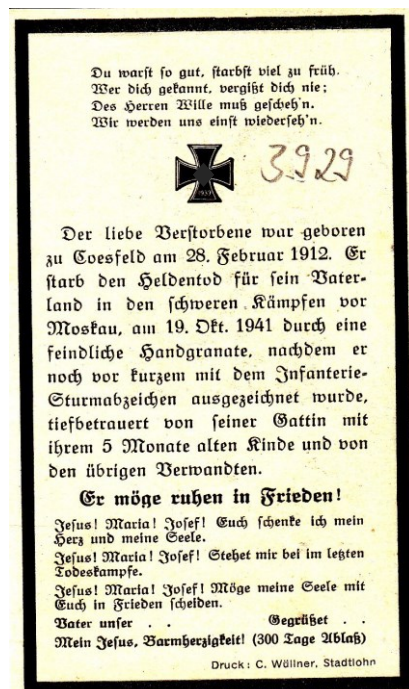 Du warst so gut, starbst viel zu früh.
Wer dich gekannt, vergißt dich nie;
Des Herren Wille muß gescheh'n.
Wir werden uns einst wiederseh'n.
3929
Der liebe Verstorbene war geboren
zu Coesfeld am 28. Februar 1912. Er
starb den Heldentod für sein Vater-
land in den schweren Kämpfen vor
Moskau, am 19. Okt. 1941 durch eine
feindliche Handgranate, nachdem er
noch vor kurzem mit dem Infanterie-
Sturmabzeichen ausgezeichnet wurde,
tiefbetrauert von seiner Gattin mit
ihrem 5 Monate alten Kinde und von
den übrigen Verwandten.
Er möge ruhen in Frieden!
Jesus! Maria! Josef! Euch schenke ich mein
Herz und meine Seele.
Jesus! Maria! Josef! Stehet mir bei im letzten
Todeskampfe.
Jesus! Maria! Josef! Möge meine Seele mit
Euch in Frieden scheiden.
Vater unser . . Gegrüßet . .
Mein Jesus, Barmherzigkeit! (300 Tage Ablaß)
Druck: C. Wüllner, Stadtlohn